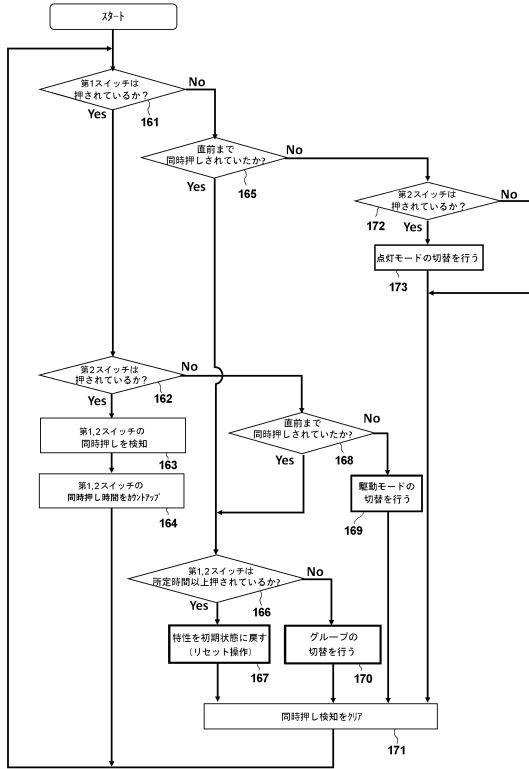 スタート
第1スイッチは
押されているか?
No
Yes
161
直前まで
同時押しされていたか?
No
Yes
165
第2スイッチは
押されているか?
No
172
Yes
点灯モードの切替を行う
173
第2スイッチは
押されているか?
No
Yes
162
第1,2スイッチの
同時押しを検知
163
第1,2スイッチの
同時押し時間をカウントアップ
164
直前まで
同時押しされていたか?
No
Yes
168
駆動モードの
切替を行う
169
第1,2スイッチは
所定時間以上押されているか?
No
Yes
166
特性を初期状態に戻す
(リセット操作)
167
グループの
切替を行う
170
同時押し検知をクリア
171